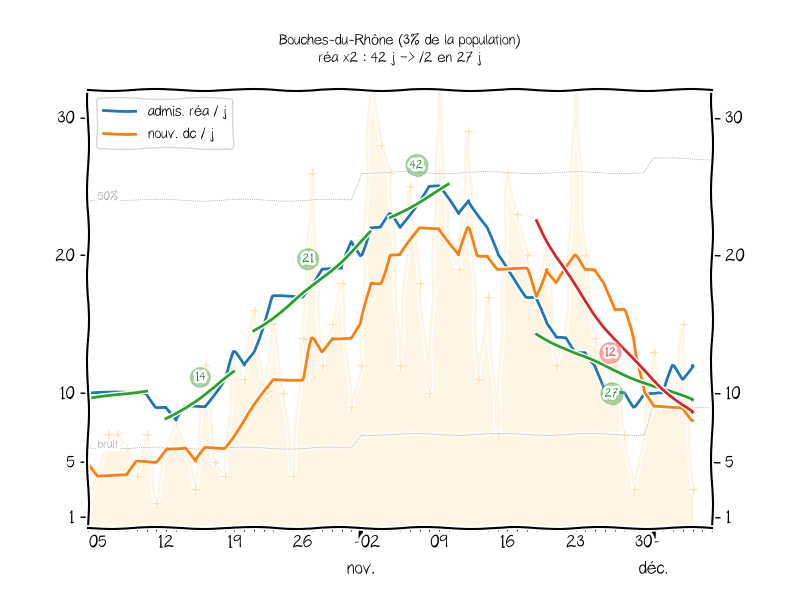 Bouches-du-Rhône (3% de la population)
réa x2 : 42 j -> /2 en 27 j
admis. réa / j
nouv. dc / j
30
30
42
50%
21
20
20
14
12
27
10
10
bruit
5
5
1
1
05 12 19 26 02 09 16 23 30
nov. déc.